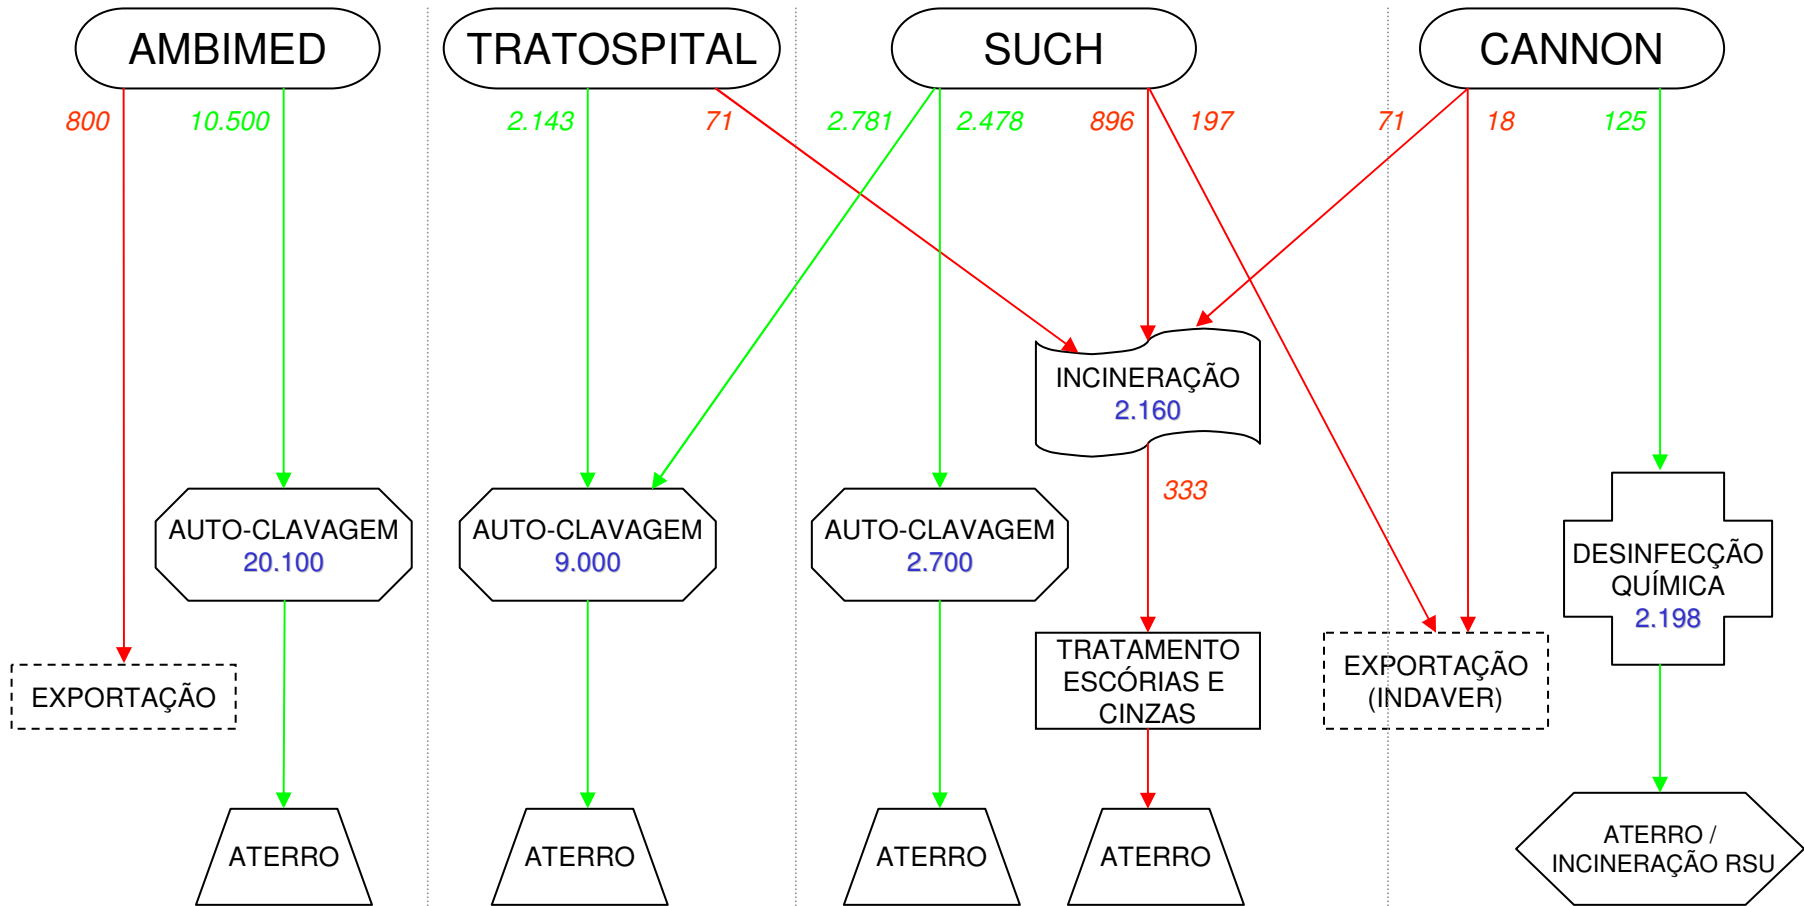 AMBIMED
TRATOSPITAL
SUCH
CANNON
800
10.500
2.143
71
2.781
2.478
896
197
71
18
125
INCINERAÇÃO
2.160
333
AUTO-CLAVAGEM
20.100
AUTO-CLAVAGEM
9.000
AUTO-CLAVAGEM
2.700
DESINFECÇÃO
QUÍMICA
2.198
EXPORTAÇÃO
TRATAMENTO
ESCÓRIAS E
CINZAS
EXPORTAÇÃO
(INDAVER)
ATERRO
ATERRO
ATERRO
ATERRO
ATERRO /
INCINERAÇÃO RSU